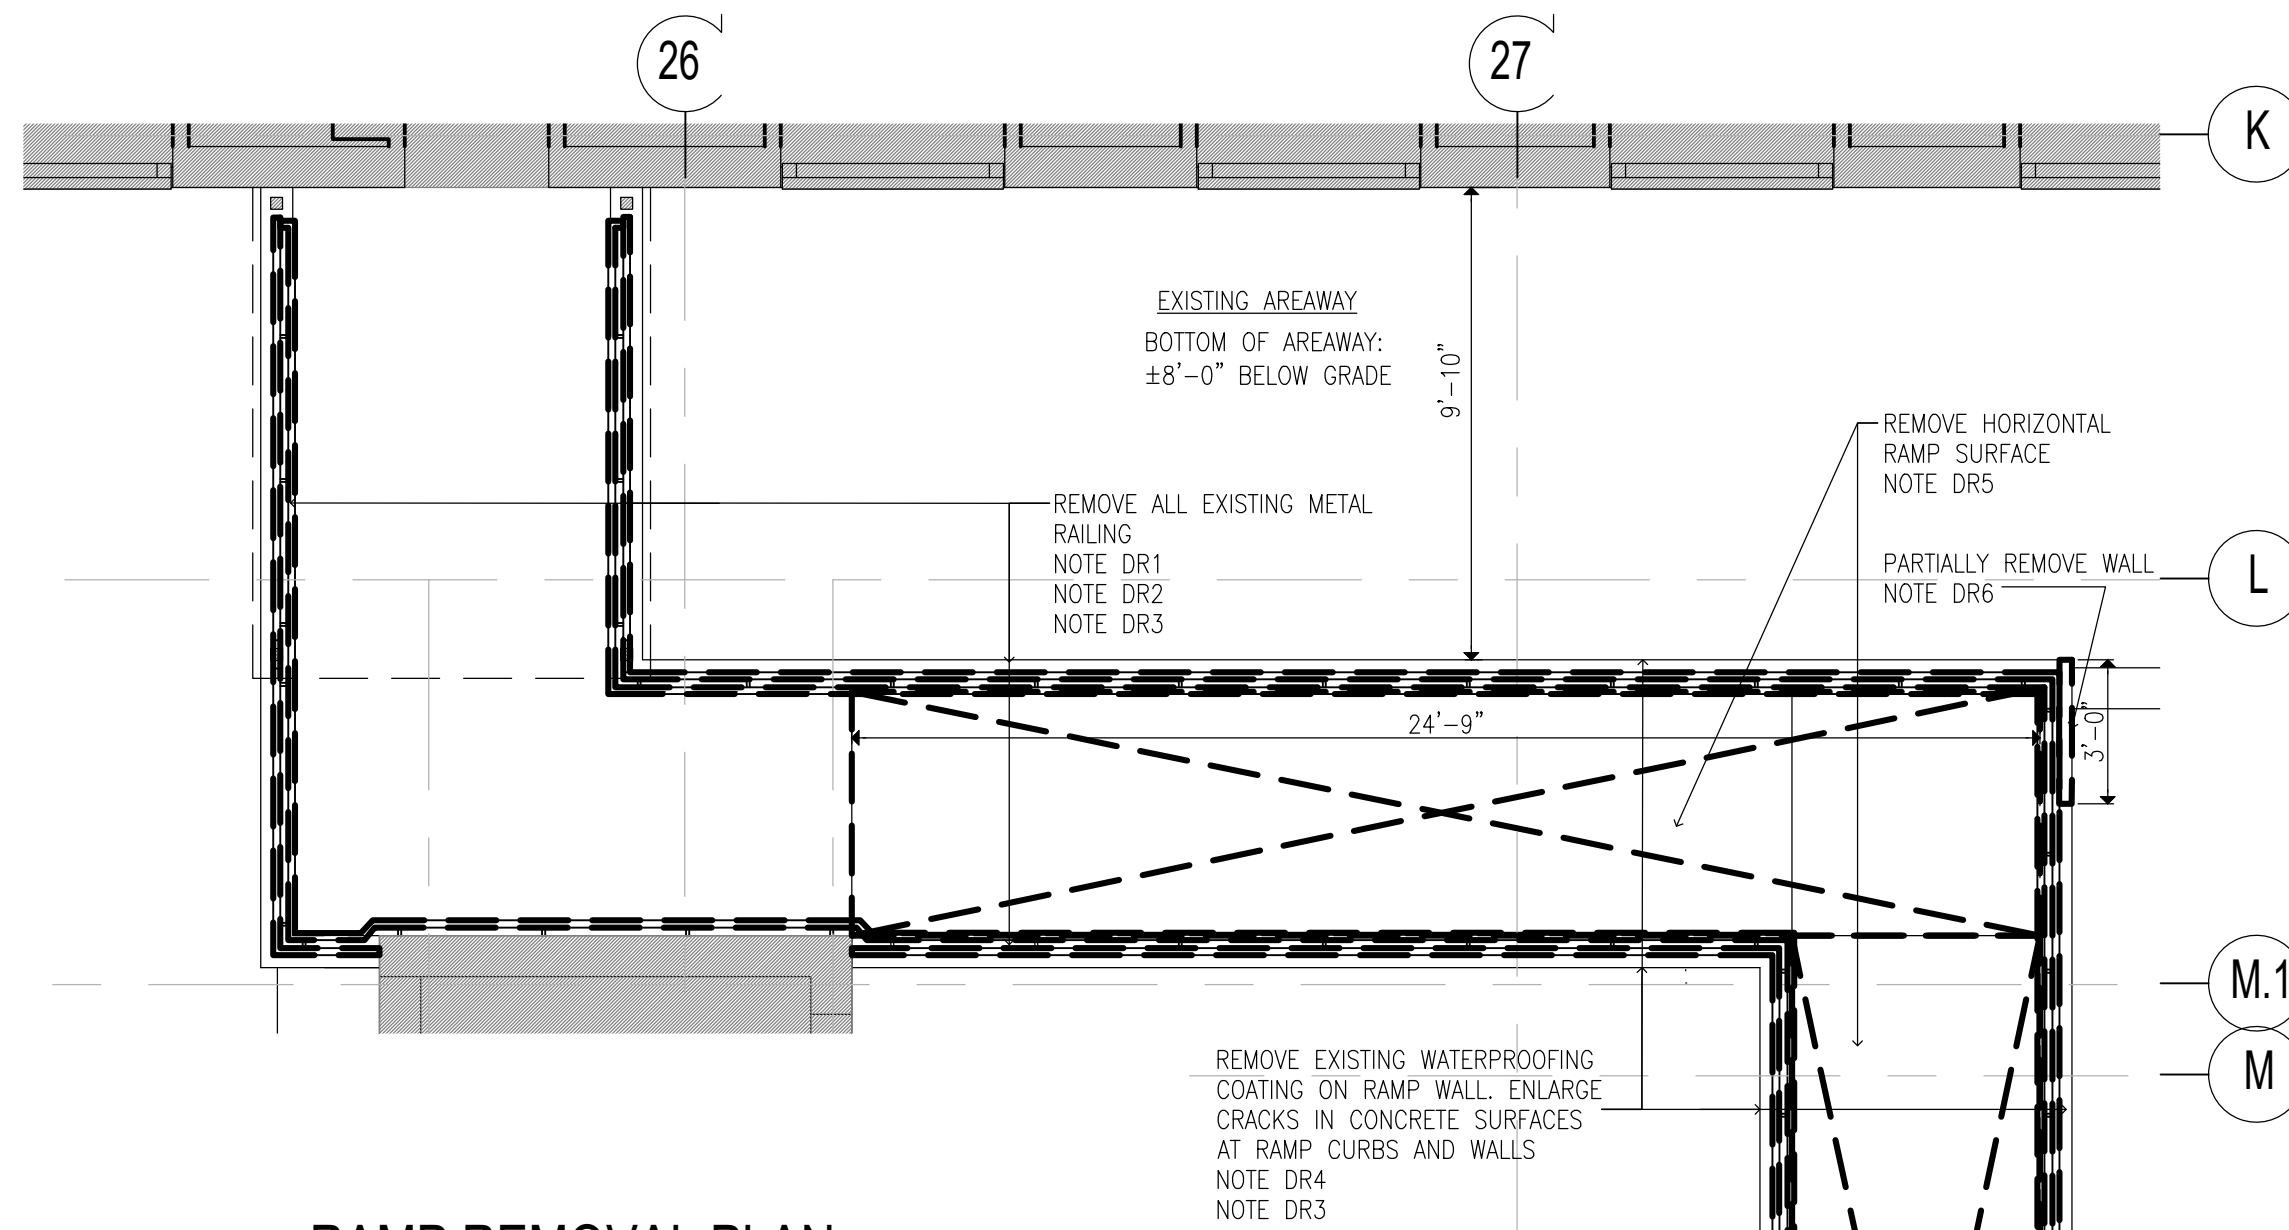 26
27
K
EXISTING AREAWAY
BOTTOM OF AREAWAY:
±8'-0" BELOW GRADE
9'-10"
REMOVE HORIZONTAL
RAMP SURFACE
NOTE DR5
REMOVE ALL EXISTING METAL
RAILING
NOTE DR1
NOTE DR2
NOTE DR3
PARTIALLY REMOVE WALL
NOTE DR6
L
24'-9"
3'-0"
M.1
M
REMOVE EXISTING WATERPROOFING
COATING ON RAMP WALL. ENLARGE
CRACKS IN CONCRETE SURFACES
AT RAMP CURBS AND WALLS
NOTE DR4
NOTE DR3
RAMP REMOVAL PLAN